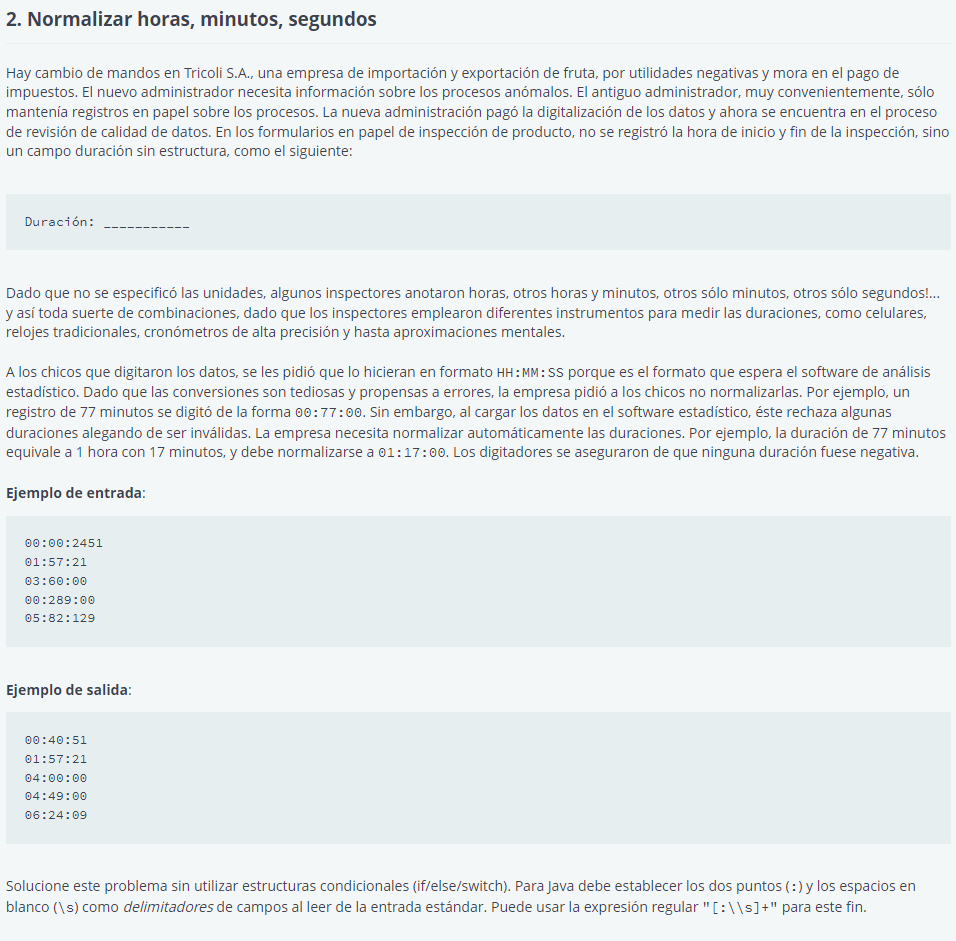 2. Normalizar horas, minutos, segundos
Hay cambio de mandos en Tricoli S.A., una empresa de importación y exportación de fruta, por utilidades negativas y mora en el pago de
impuestos. El nuevo administrador necesita información sobre los procesos anómalos. El antiguo administrador, muy convenientemente, sólo
mantenía registros en papel sobre los procesos. La nueva administración pagó la digitalización de los datos y ahora se encuentra en el proceso
de revisión de calidad de datos. En los formularios en papel de inspección de producto, no se registró la hora de inicio y fin de la inspección, sino
un campo duración sin estructura, como el siguiente:
Duración: ___________
Dado que no se especificó las unidades, algunos inspectores anotaron horas, otros horas y minutos, otros sólo minutos, otros sólo segundos!...
y así toda suerte de combinaciones, dado que los inspectores emplearon diferentes instrumentos para medir las duraciones, como celulares,
relojes tradicionales, cronómetros de alta precisión y hasta aproximaciones mentales.
A los chicos que digitaron los datos, se les pidió que lo hicieran en formato HH:MM:SS porque es el formato que espera el software de análisis
estadístico. Dado que las conversiones son tediosas y propensas a errores, la empresa pidió a los chicos no normalizarlas. Por ejemplo, un
registro de 77 minutos se digitó de la forma 00:77:00. Sin embargo, al cargar los datos en el software estadístico, éste rechaza algunas
duraciones alegando de ser inválidas. La empresa necesita normalizar automáticamente las duraciones. Por ejemplo, la duración de 77 minutos
equivale a 1 hora con 17 minutos, y debe normalizarse a 01:17:00. Los digitadores se aseguraron de que ninguna duración fuese negativa.
Ejemplo de entrada:
00:00:2451
01:57:21
03:60:00
00:289:00
05:82:129
Ejemplo de salida:
00:40:51
01:57:21
04:00:00
04:49:00
06:24:09
Solucione este problema sin utilizar estructuras condicionales (if/else/switch). Para Java debe establecer los dos puntos (:) y los espacios en
blanco (\s) como delimitadores de campos al leer de la entrada estándar. Puede usar la expresión regular "[:\\s]+" para este fin.